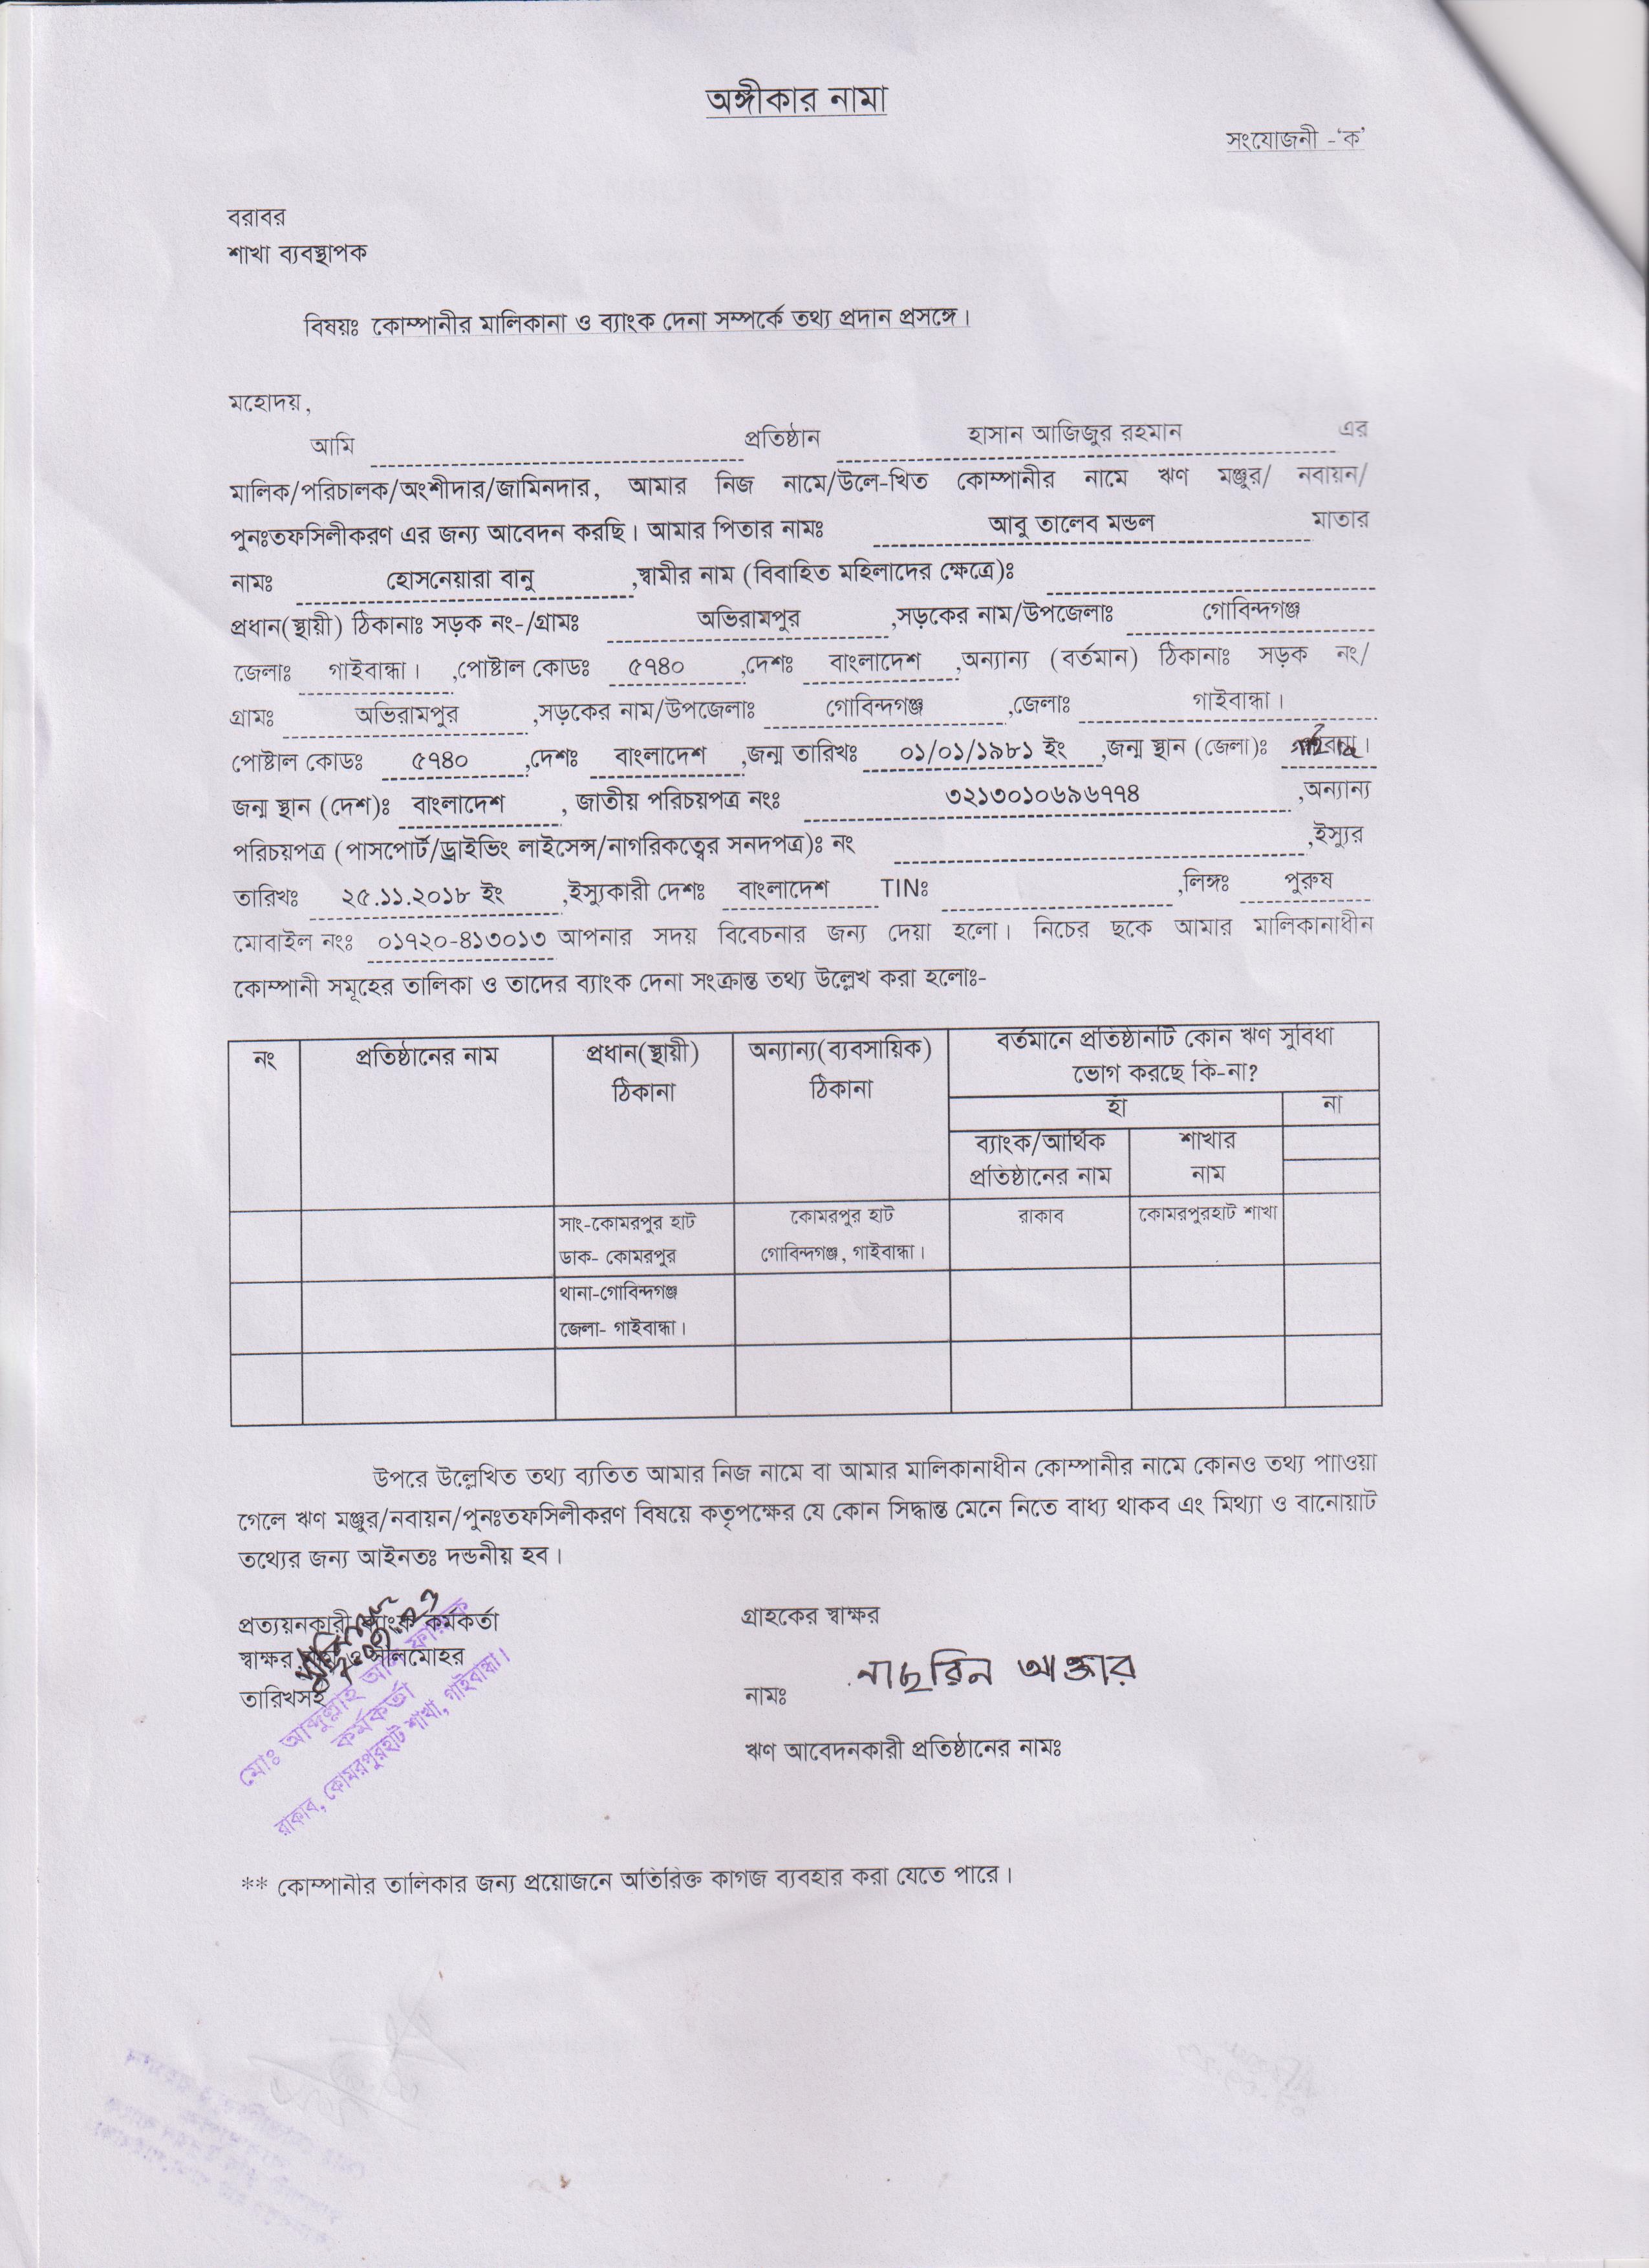 অঙ্গীকার নামা
সংযোজনী -‘ক’
বরাবর
শাখা ব্যবস্থাপক
বিষয়ঃ কোম্পানীর মালিকানা ও ব্যাংক দেনা সম্পর্কে তথ্য প্রদান প্রসঙ্গে।
মহোদয়,
আমি প্রতিষ্ঠান হাসান আজিজুর রহমান এর
মালিক/পরিচালক/অংশীদার/জামিনদার, আমার নিজ নামে/উলে-খিত কোম্পানীর নামে ঋণ মঞ্জুর/ নবায়ন/
পুনঃতফসিলীকরণ এর জন্য আবেদন করছি। আমার পিতার নামঃ আবু তালেব মন্ডল মাতার
নামঃ হোসনেয়ারা বানু ,স্বামীর নাম (বিবাহিত মহিলাদের ক্ষেত্রে)ঃ
প্রধান(স্থায়ী) ঠিকানাঃ সড়ক নং-/গ্রামঃ অভিরামপুর ,সড়কের নাম/উপজেলাঃ গোবিন্দগঞ্জ
জেলাঃ গাইবান্ধা। ,পোষ্টাল কোডঃ ৫৭৪০ ,দেশঃ বাংলাদেশ ,অন্যান্য (বর্তমান) ঠিকানাঃ সড়ক নং/
গ্রামঃ অভিরামপুর ,সড়কের নাম/উপজেলাঃ গোবিন্দগঞ্জ ,জেলাঃ গাইবান্ধা।
পোষ্টাল কোডঃ ৫৭৪০ ,দেশঃ বাংলাদেশ ,জন্ম তারিখঃ ০১/০১/১৯৮১ ইং ,জন্ম স্থান (জেলা)ঃ গাইবান্ধা।
জন্ম স্থান (দেশ)ঃ বাংলাদেশ , জাতীয় পরিচয়পত্র নংঃ ৩২১৩০১০৬৯৬৭৭৪ ,অন্যান্য
পরিচয়পত্র (পাসপোর্ট/ড্রাইভিং লাইসেন্স/নাগরিকত্বের সনদপত্র)ঃ নং ,ইস্যুর
তারিখঃ ২৫.১১.২০১৮ ইং ,ইস্যুকারী দেশঃ বাংলাদেশ TINঃ ,লিঙ্গঃ পুরুষ
মোবাইল নংঃ ০১৭২০-৪১৩০১৩ আপনার সদয় বিবেচনার জন্য দেয়া হলো। নিচের ছকে আমার মালিকানাধীন
কোম্পানী সমূহের তালিকা ও তাদের ব্যাংক দেনা সংক্রান্ত তথ্য উল্লেখ করা হলোঃ-
নং প্রতিষ্ঠানের নাম প্রধান(স্থায়ী) অন্যান্য(ব্যবসায়িক) বর্তমানে প্রতিষ্ঠানটি কোন ঋণ সুবিধা
ঠিকানা ঠিকানা ভোগ করছে কি-না?
হাঁ না
ব্যাংক/আর্থিক শাখার
প্রতিষ্ঠানের নাম নাম
সাং-কোমরপুর হাট কোমরপুর হাট রাকাব কোমরপুরহাট শাখা
ডাক- কোমরপুর গোবিন্দগঞ্জ, গাইবান্ধা।
থানা-গোবিন্দগঞ্জ
জেলা- গাইবান্ধা।
উপরে উল্লেখিত তথ্য ব্যতিত আমার নিজ নামে বা আমার মালিকানাধীন কোম্পানীর নামে কোনও তথ্য পাাওয়া
গেলে ঋণ মঞ্জুর/নবায়ন/পুনঃতফসিলীকরণ বিষয়ে কতৃপক্ষের যে কোন সিদ্ধান্ত মেনে নিতে বাধ্য থাকব এং মিথ্যা ও বানোয়াট
তথ্যের জন্য আইনতঃ দন্ডনীয় হব।
প্রত্যয়নকারী ব্যাংক কর্মকর্তা
গ্রাহকের স্বাক্ষর
স্বাক্ষর ও সীলমোহর
তারিখসহ
নাছরিন আক্তার
নামঃ
মোঃ আব্দুল্লাহ আল ফারুক
কর্মকর্তা
রাকাব, কোমরপুরহাট শাখা, গাইবান্ধা।
ঋণ আবেদনকারী প্রতিষ্ঠানের নামঃ
** কোম্পানীর তালিকার জন্য প্রয়োজনে অতিরিক্ত কাগজ ব্যবহার করা যেতে পারে।